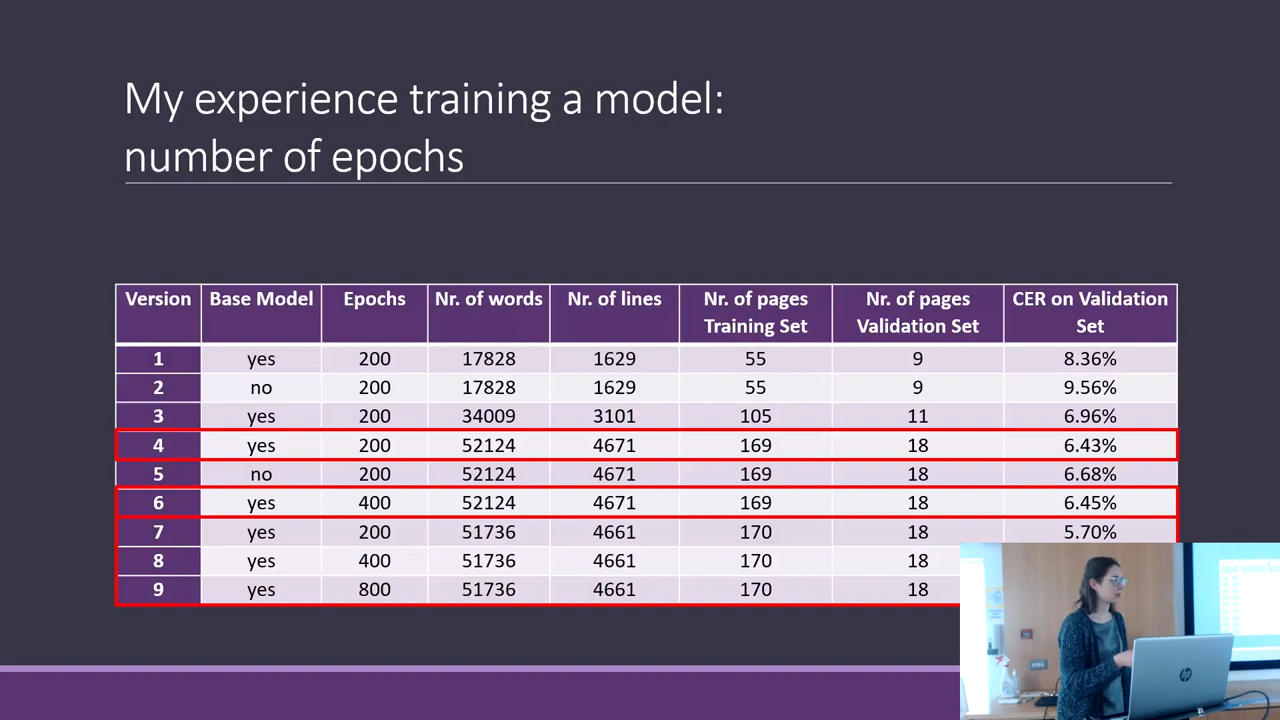 My experience training a model:
number of epochs
Version Base Model Epochs Nr. of words Nr. of lines Nr. of pages Training Set Nr. of pages Validation Set CER on Validation Set
1 yes 200 17828 1629 55 9 8.36%
2 no 200 17828 1629 55 9 9.56%
3 yes 200 34009 3101 105 11 6.96%
4 yes 200 52124 4671 169 18 6.43%
5 no 200 52124 4671 169 18 6.68%
6 yes 400 52124 4671 169 18 6.45%
7 yes 200 51736 4661 170 18 5.70%
8 yes 400 51736 4661 170 18
9 yes 800 51736 4661 170 18
hp